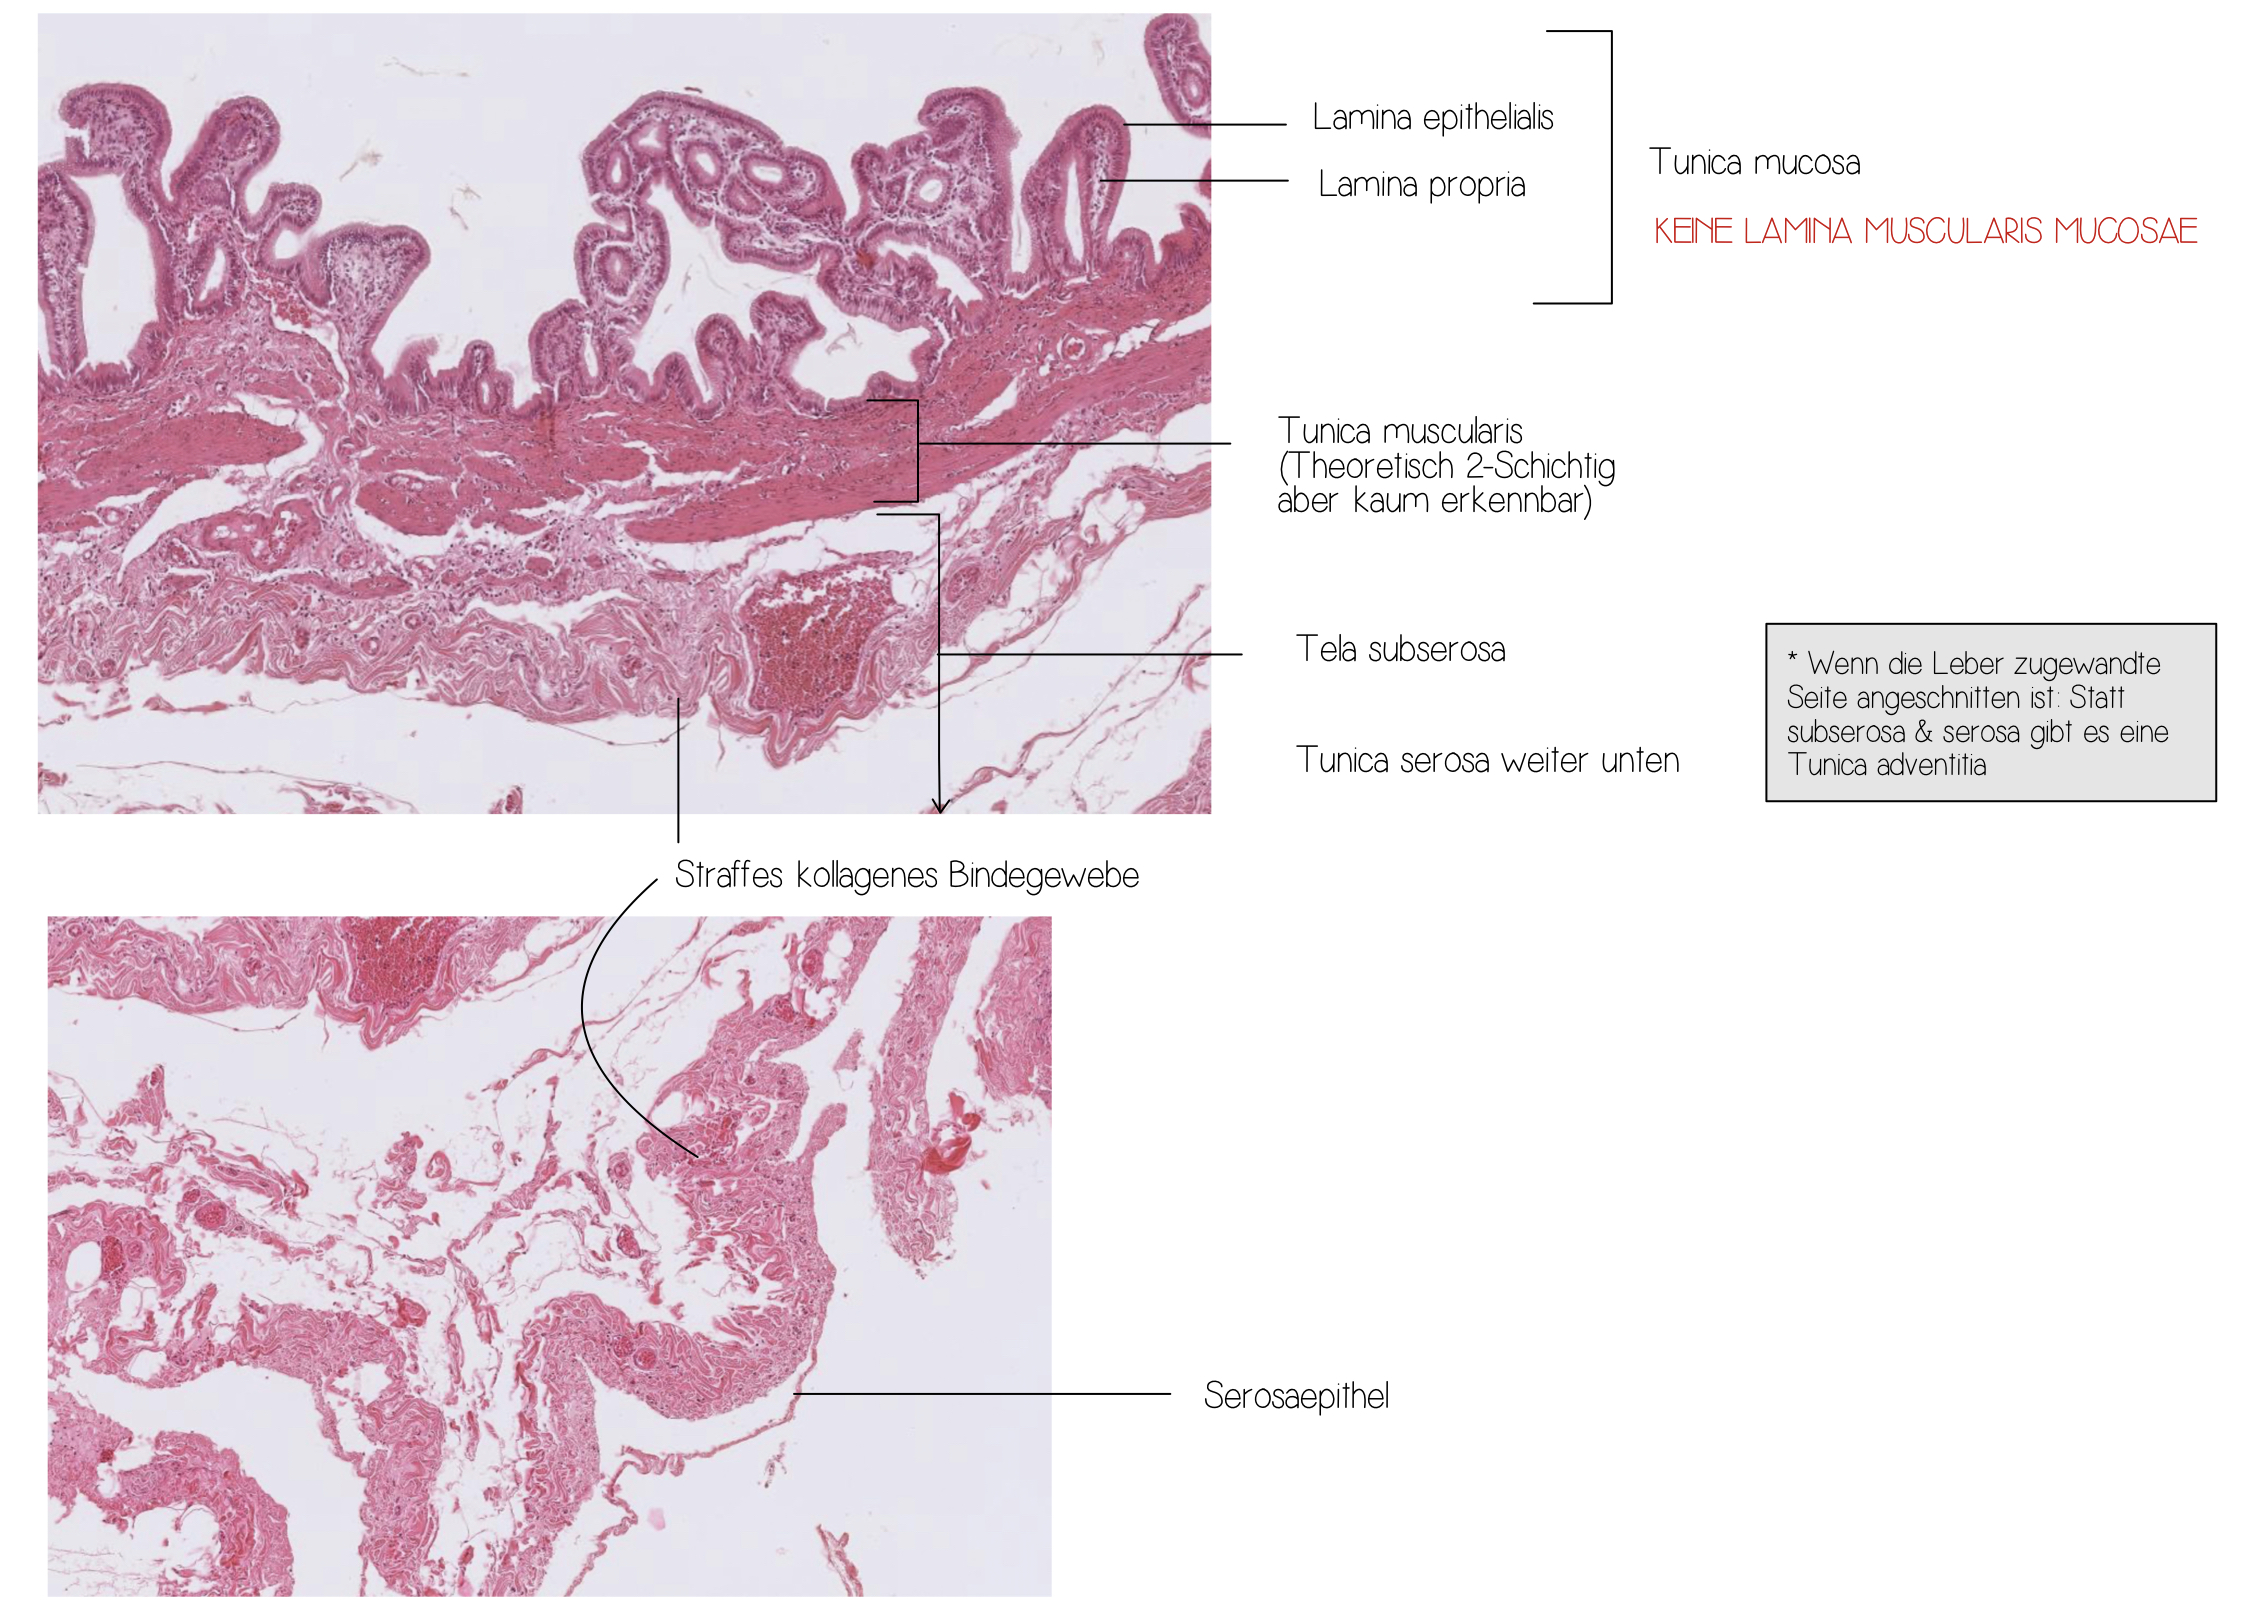 Lamina epithelialis
Lamina propria
Tunica mucosa
KEINE LAMINA MUSCULARIS MUCOSAE
Tunica muscularis
(Theoretisch 2-Schichtig
aber kaum erkennbar)
Tela subserosa
Tunica serosa weiter unten
* Wenn die Leber zugewandte
Seite angeschnitten ist: Statt
subserosa & serosa gibt es eine
Tunica adventitia
Straffes kollagenes Bindegewebe
Serosaepithel